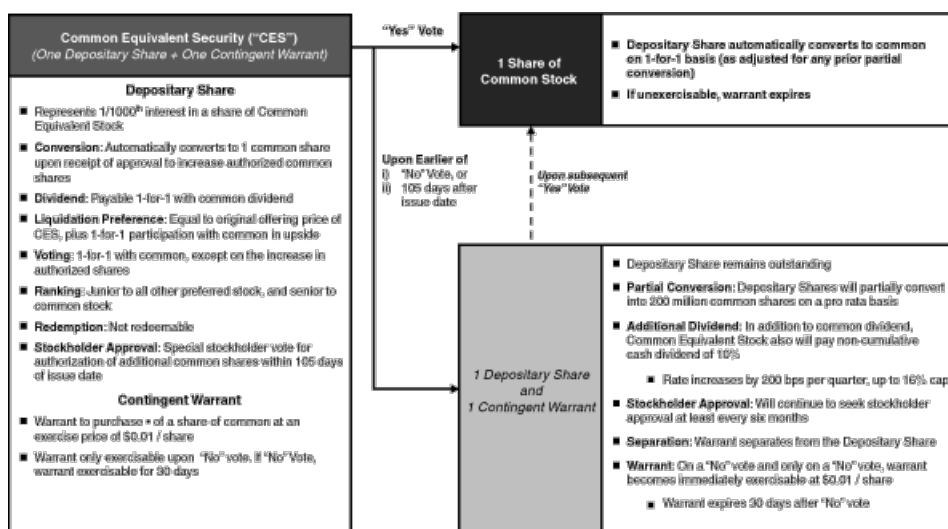 Common Equivalent Security (“CES”)
(One Depositary Share + One Contingent Warrant)
Depositary Share
■ Represents 1/1000th interest in a share of Common
Equivalent Stock
■ Conversion: Automatically converts to 1 common share
upon receipt of approval to increase authorized common
shares
■ Dividend: Payable 1-for-1 with common dividend
■ Liquidation Preference: Equal to original offering price of
CES, plus 1-for-1 participation with common in upside
■ Voting: 1-for-1 with common, except on the increase in
authorized shares
■ Ranking: Junior to all other preferred stock, and senior to
common stock
■ Redemption: Not redeemable
■ Stockholder Approval: Special stockholder vote for
authorization of additional common shares within 105 days
of issue date
Contingent Warrant
■ Warrant to purchase • of a share of common at an
exercise price of $0.01 / share
■ Warrant only exercisable upon “No” vote. If “No” Vote,
warrant exercisable for 30 days
“Yes” Vote
Upon Earlier of
i) “No” Vote, or
ii) 105 days after
issue date
1 Share of
Common Stock
■ Depositary Share automatically converts to common
on 1-for-1 basis (as adjusted for any prior partial
conversion)
■ If unexercisable, warrant expires
Upon subsequent
“Yes” Vote
1 Depositary Share
and
1 Contingent Warrant
■ Depositary Share remains outstanding
■ Partial Conversion: Depositary Shares will partially convert
into 200 million common shares on a pro rata basis
■ Additional Dividend: In addition to common dividend,
Common Equivalent Stock also will pay non-cumulative
cash dividend of 10%
■ Rate increases by 200 bps per quarter, up to 16% cap
■ Stockholder Approval: Will continue to seek stockholder
approval at least every six months
■ Separation: Warrant separates from the Depositary Share
■ Warrant: On a “No” vote and only on a “No” vote, warrant
becomes immediately exercisable at $0.01 / share
■ Warrant expires 30 days after “No” vote